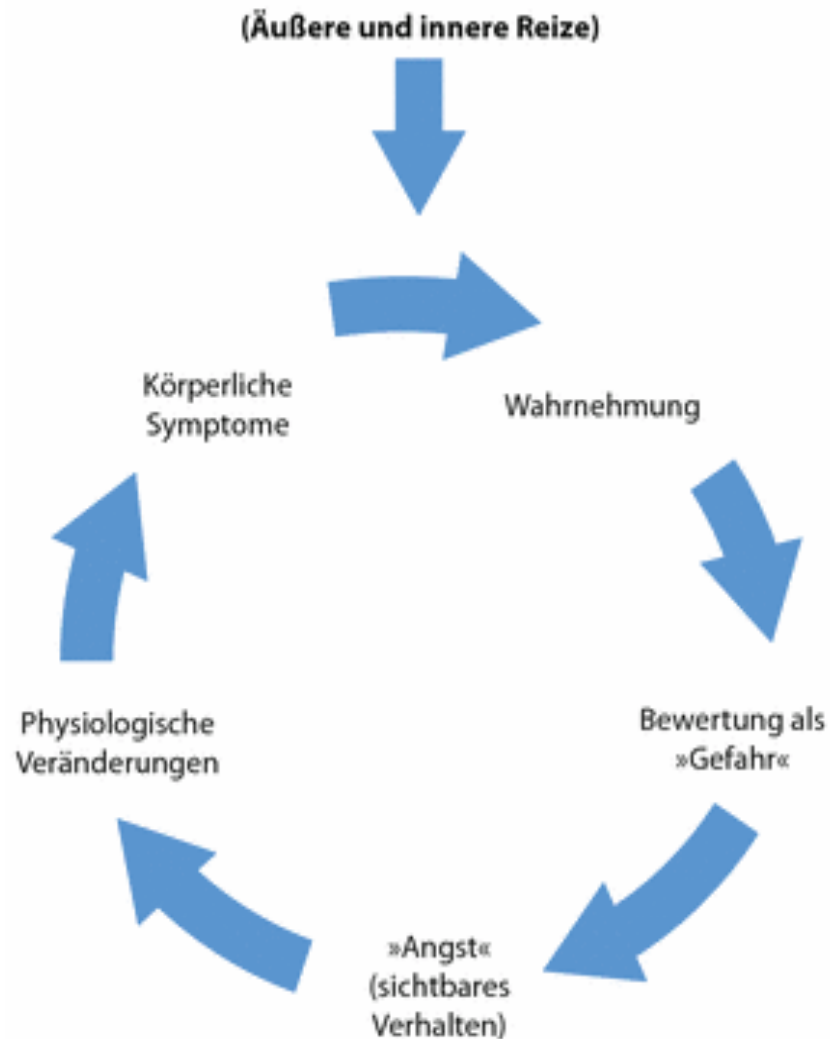 (Äußere und innere Reize)
Körperliche
Symptome
Wahrnehmung
Physiologische
Veränderungen
Bewertung als
»Gefahr«
»Angst«
(sichtbares
Verhalten)